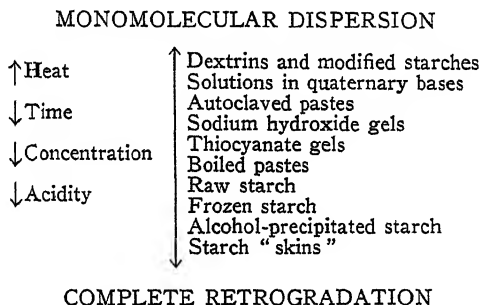 MONOMOLECULAR DISPERSION
↑Heat
↓Time
↓Concentration
↓Acidity
Dextrins and modified starches
Solutions in quaternary bases
Autoclaved pastes
Sodium hydroxide gels
Thiocyanate gels
Boiled pastes
Raw starch
Frozen starch
Alcohol-precipitated starch
Starch “ skins ”
COMPLETE RETROGRADATION